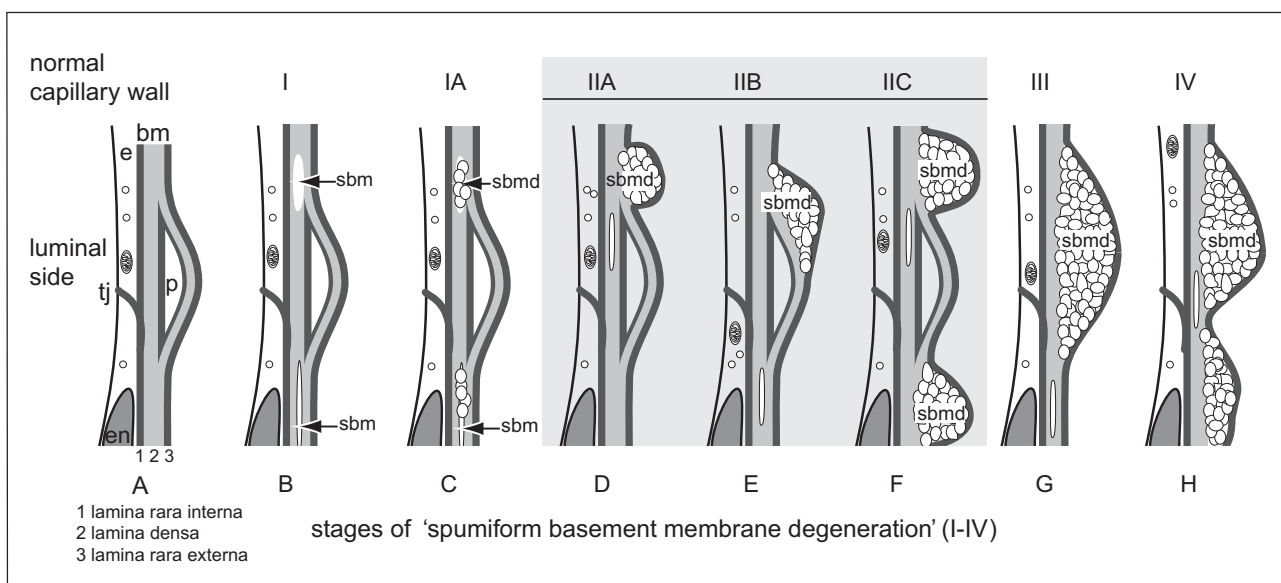 normal
capillary wall
I
IA
IIA
IIB
IIC
III
IV
bm
e
sbm
sbmd
sbmd
sbmd
sbmd
sbmd
sbmd
luminal
side
tj
p
sbm
sbm
sbmd
en
1 2 3
A
B
C
D
E
F
G
H
1 lamina rara interna
2 lamina densa
3 lamina rara externa
stages of 'spumiform basement membrane degeneration' (I-IV)